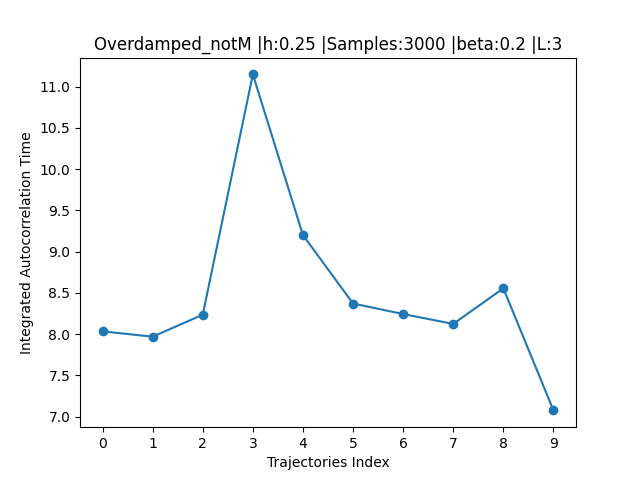 Overdamped_notM |h:0.25 |Samples:3000 |beta:0.2 |L:3
11.0
10.5
10.0
9.5
9.0
8.5
8.0
7.5
7.0
Integrated Autocorrelation Time
0 1 2 3 4 5 6 7 8 9
Trajectories Index